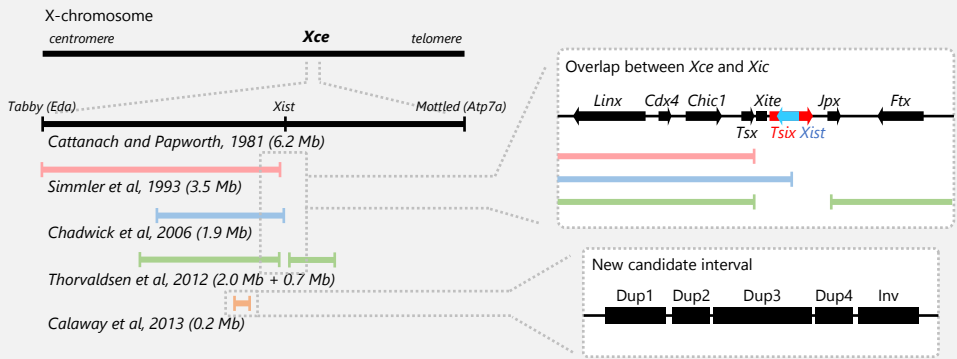 X-chromosome
centromere Xce telomere
Tabby (Eda) Xist Mottled (Atp7a)
Cattanach and Papworth, 1981 (6.2 Mb)
Simmler et al, 1993 (3.5 Mb)
Chadwick et al, 2006 (1.9 Mb)
Thorvaldsen et al, 2012 (2.0 Mb + 0.7 Mb)
Calaway et al, 2013 (0.2 Mb)
Overlap between Xce and Xic
Linx Cdx4 Chic1 Xite Jpx Ftx
Tsx Tsix Xist
New candidate interval
Dup1 Dup2 Dup3 Dup4 Inv